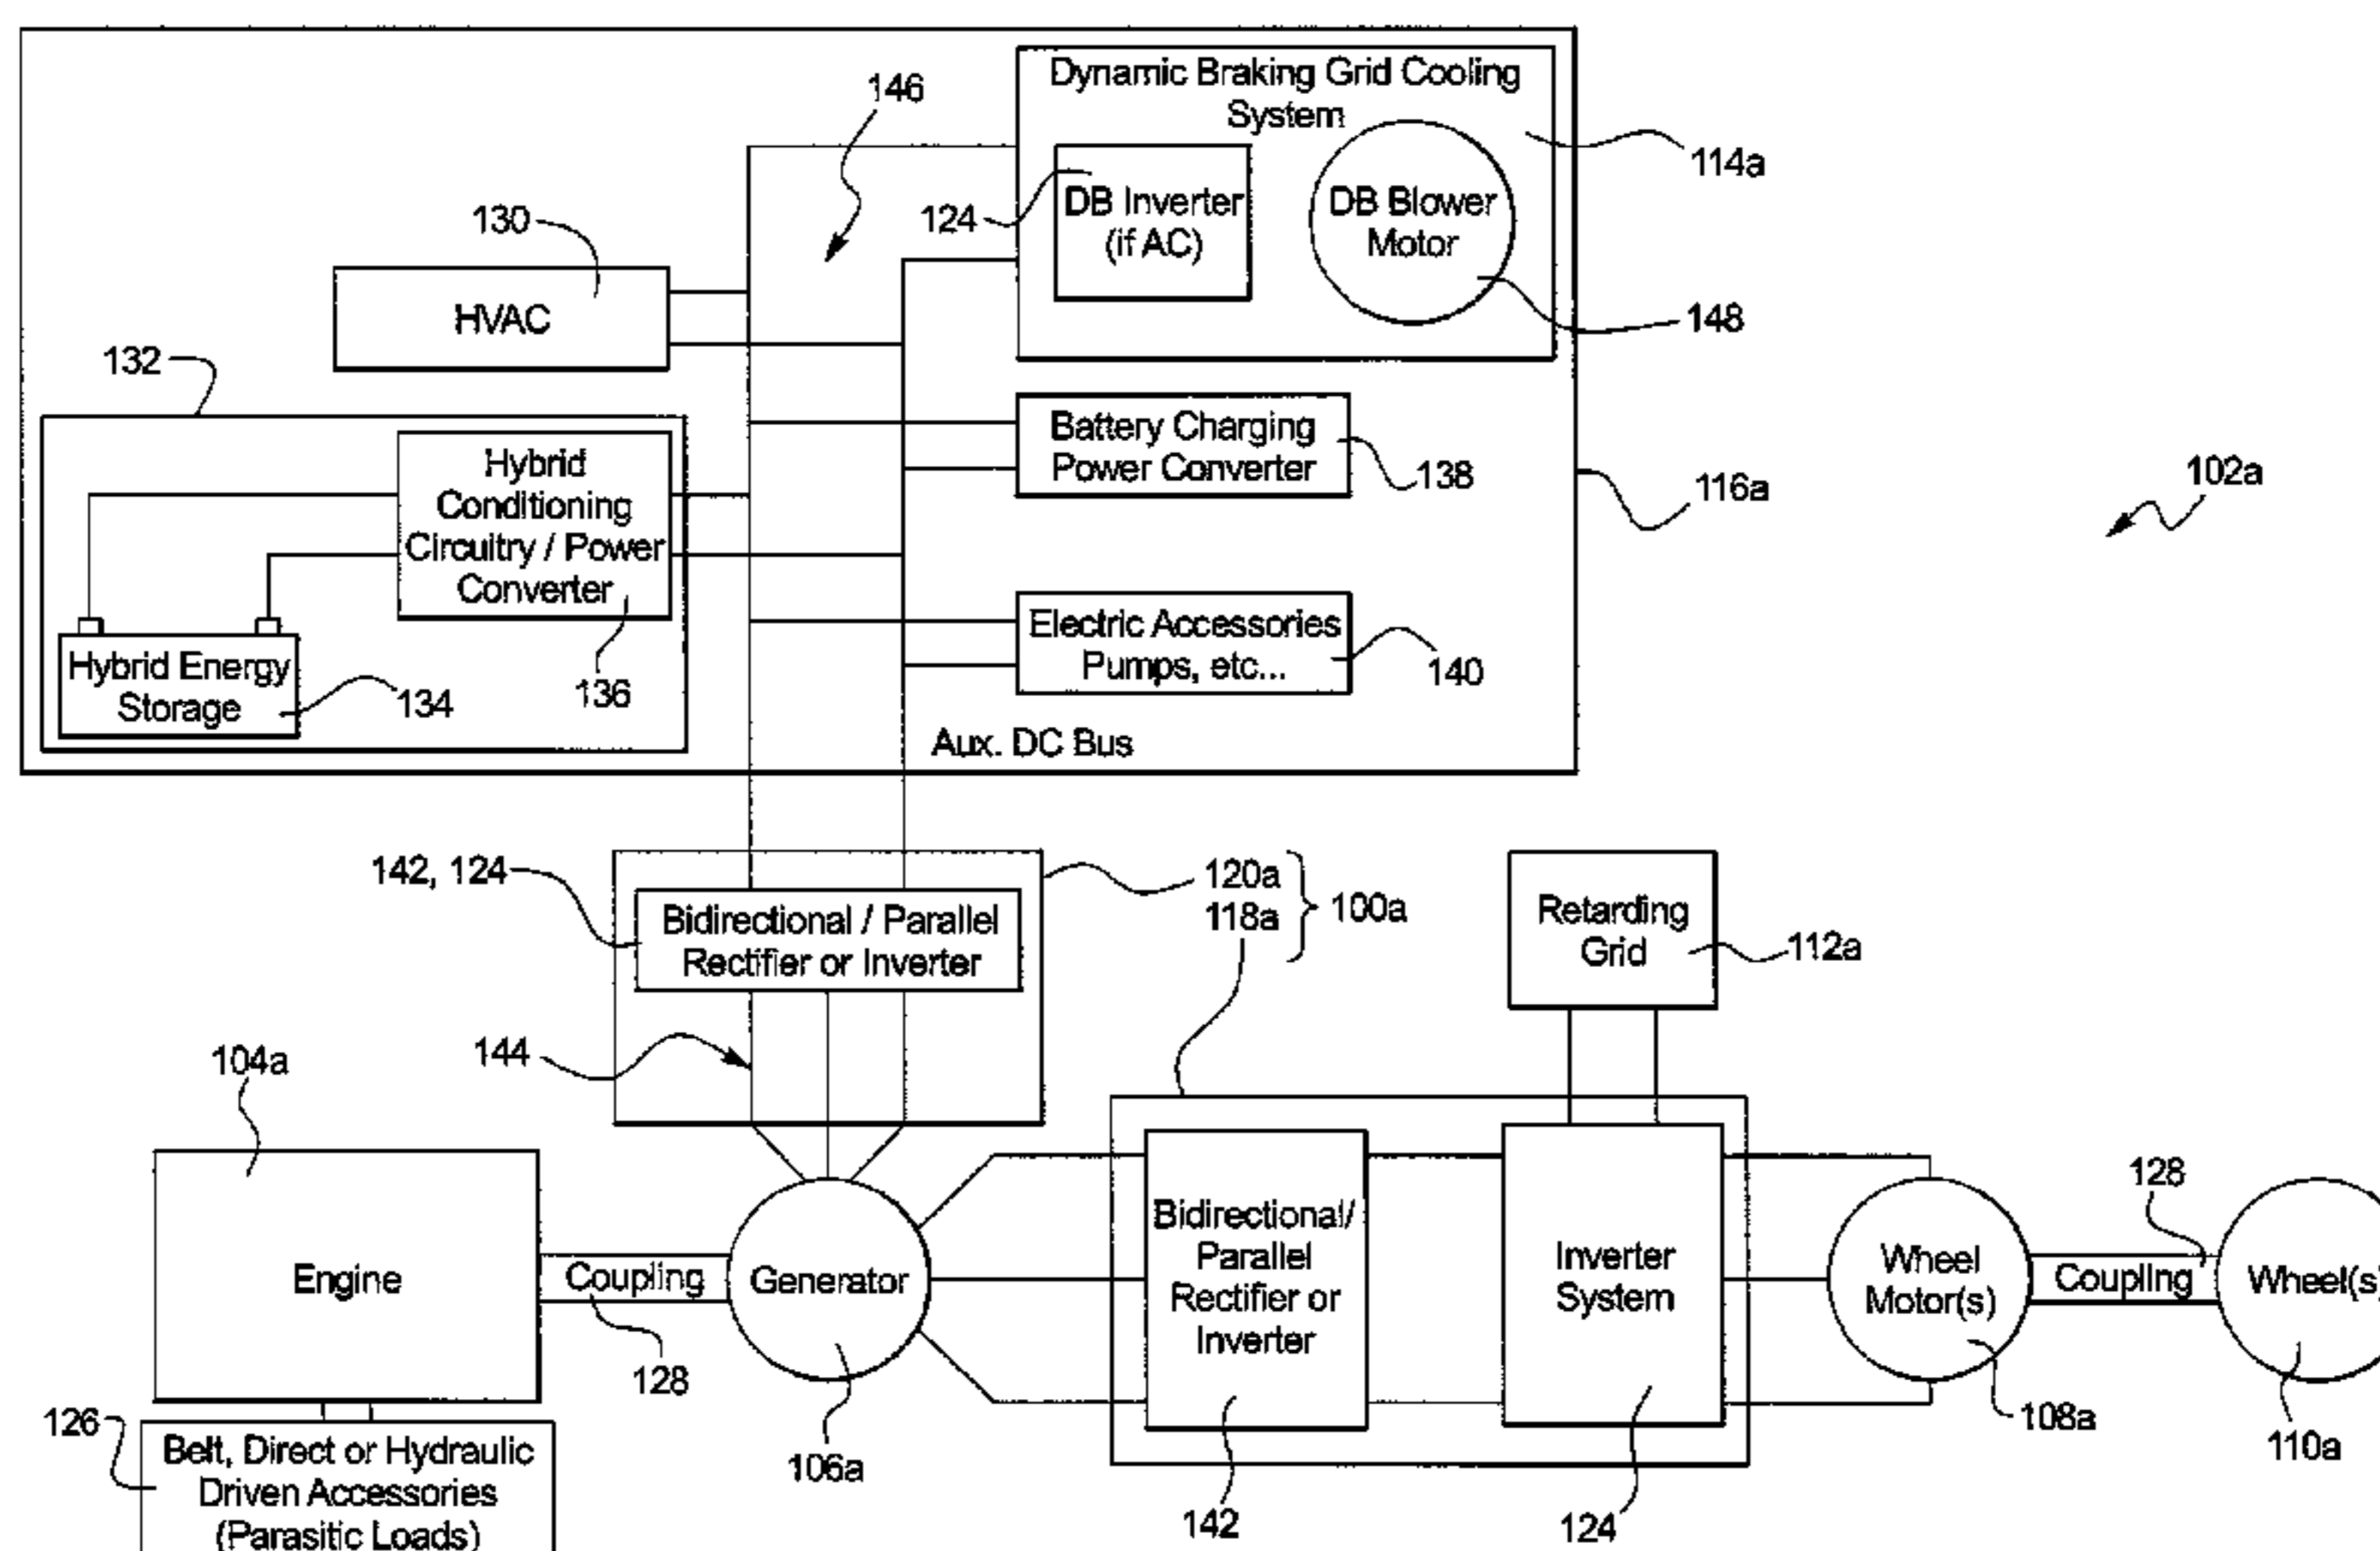 Dynamic Braking Grid Cooling
System
146
114a
124
DB Inverter
(if AC)
DB Blower
Motor
130
HVAC
148
132
Hybrid
Conditioning
Circuitry / Power
Converter
Battery Charging
Power Converter
138
116a
102a
Hybrid Energy
Storage
134
136
Electric Accessories
Pumps, etc...
140
Aux. DC Bus
142, 124
Bidirectional / Parallel
Rectifier or Inverter
120a
118a
100a
Retarding
Grid
112a
144
104a
Engine
Coupling
128
Generator
106a
Bidirectional/
Parallel
Rectifier or
Inverter
142
Inverter
System
124
Wheel
Motor(s)
108a
128
Coupling
Wheel(s)
110a
126
Belt, Direct or Hydraulic
Driven Accessories
(Parasitic Loads)